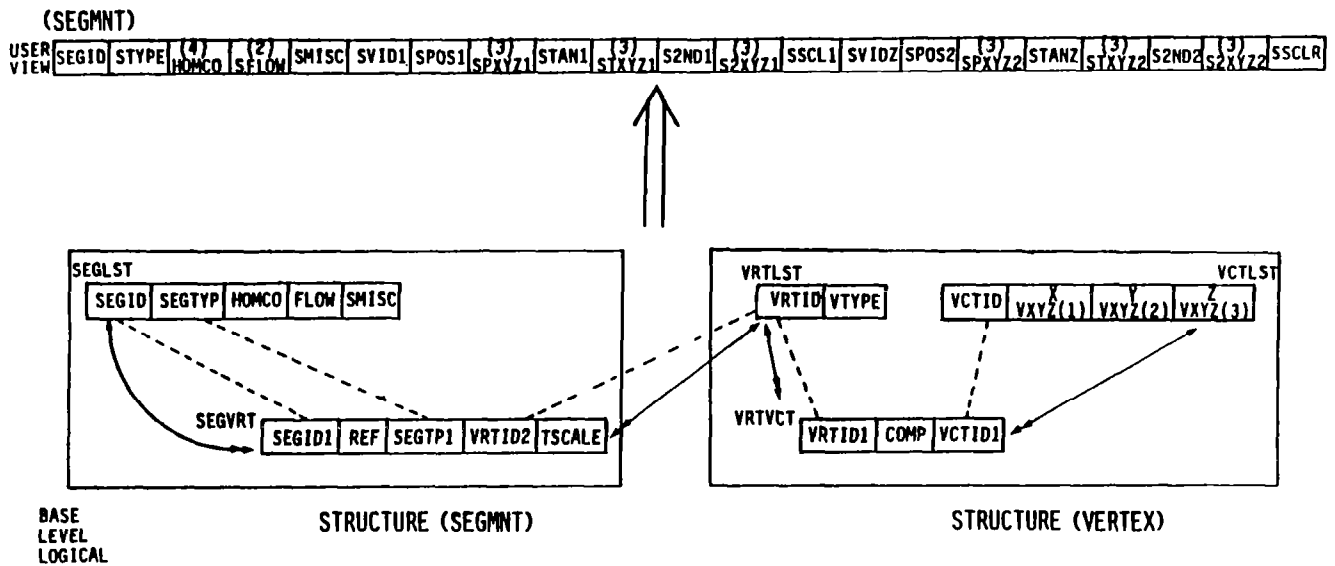 (SEGMNT)
USER VIEW
SEGID STYPE (4) HOMCO (2) SFLOW SMISC SVID1 SPOS1 (3) SPXYZ1 STAN1 (3) STXYZ1 S2ND1 (3) S2XYZ1 SSCL1 SVIDZ SPOS2 (3) SPXYZ2 STANZ (3) STXYZ2 S2ND2 (3) S2XYZ2 SSCLR
SEGLST
SEGID SEGTYP HOMCO FLOW SMISC
SEGVRT
SEGID1 REF SEGTP1 VRTID2 TSCALE
VRTLST
VRTID VTYPE
VCTLST
VCTID X VXYZ(1) Y VXYZ(2) Z VXYZ(3)
VRTVCT
VRTID1 COMP VCTID1
BASE
LEVEL
LOGICAL
STRUCTURE (SEGMNT)
STRUCTURE (VERTEX)